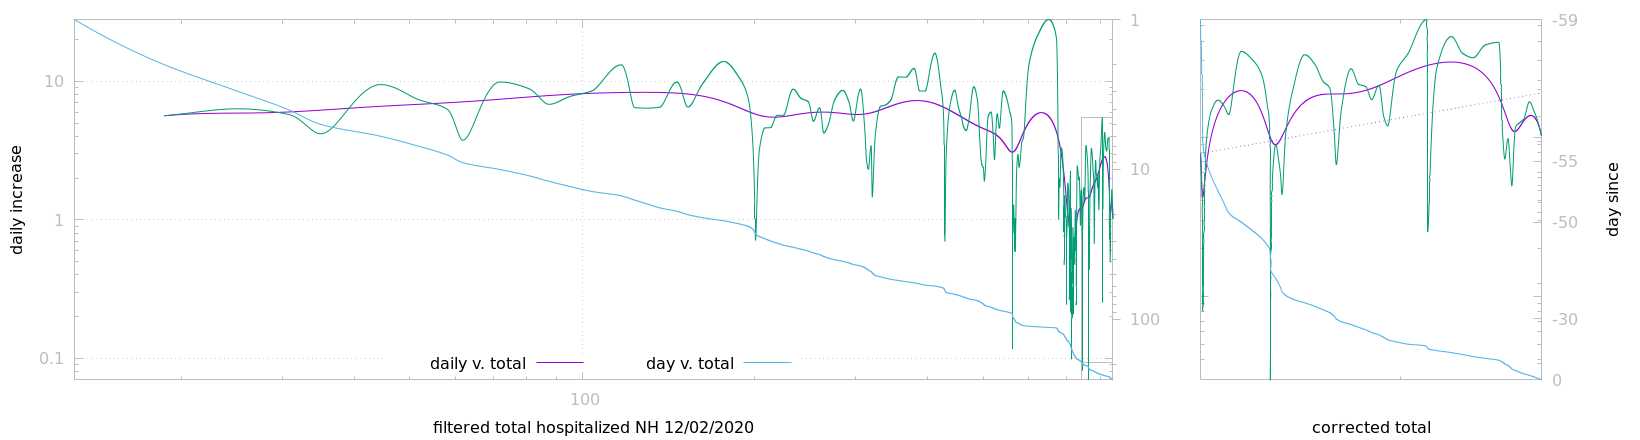 daily increase
10
1
0.1
100
daily v. total
day v. total
filtered total hospitalized NH 12/02/2020
1
10
100
-59
-55
-50
-30
0
day since
corrected total